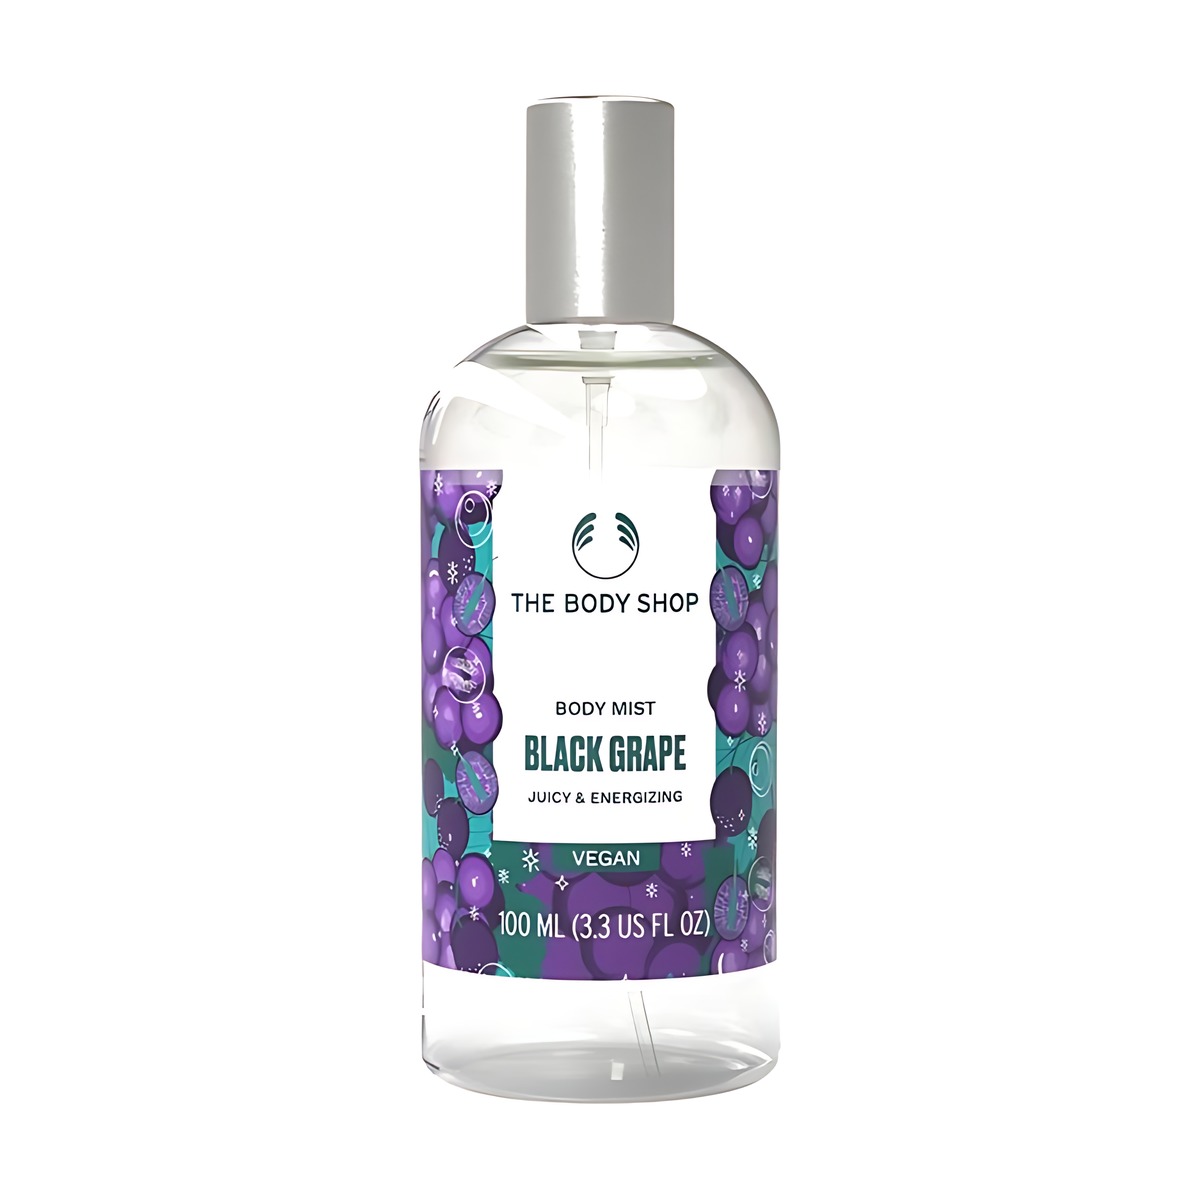 THE BODY SHOP
BODY MIST
BLACK GRAPE
JUICY & ENERGIZING
VEGAN
100 ML (3.3 US FL OZ)